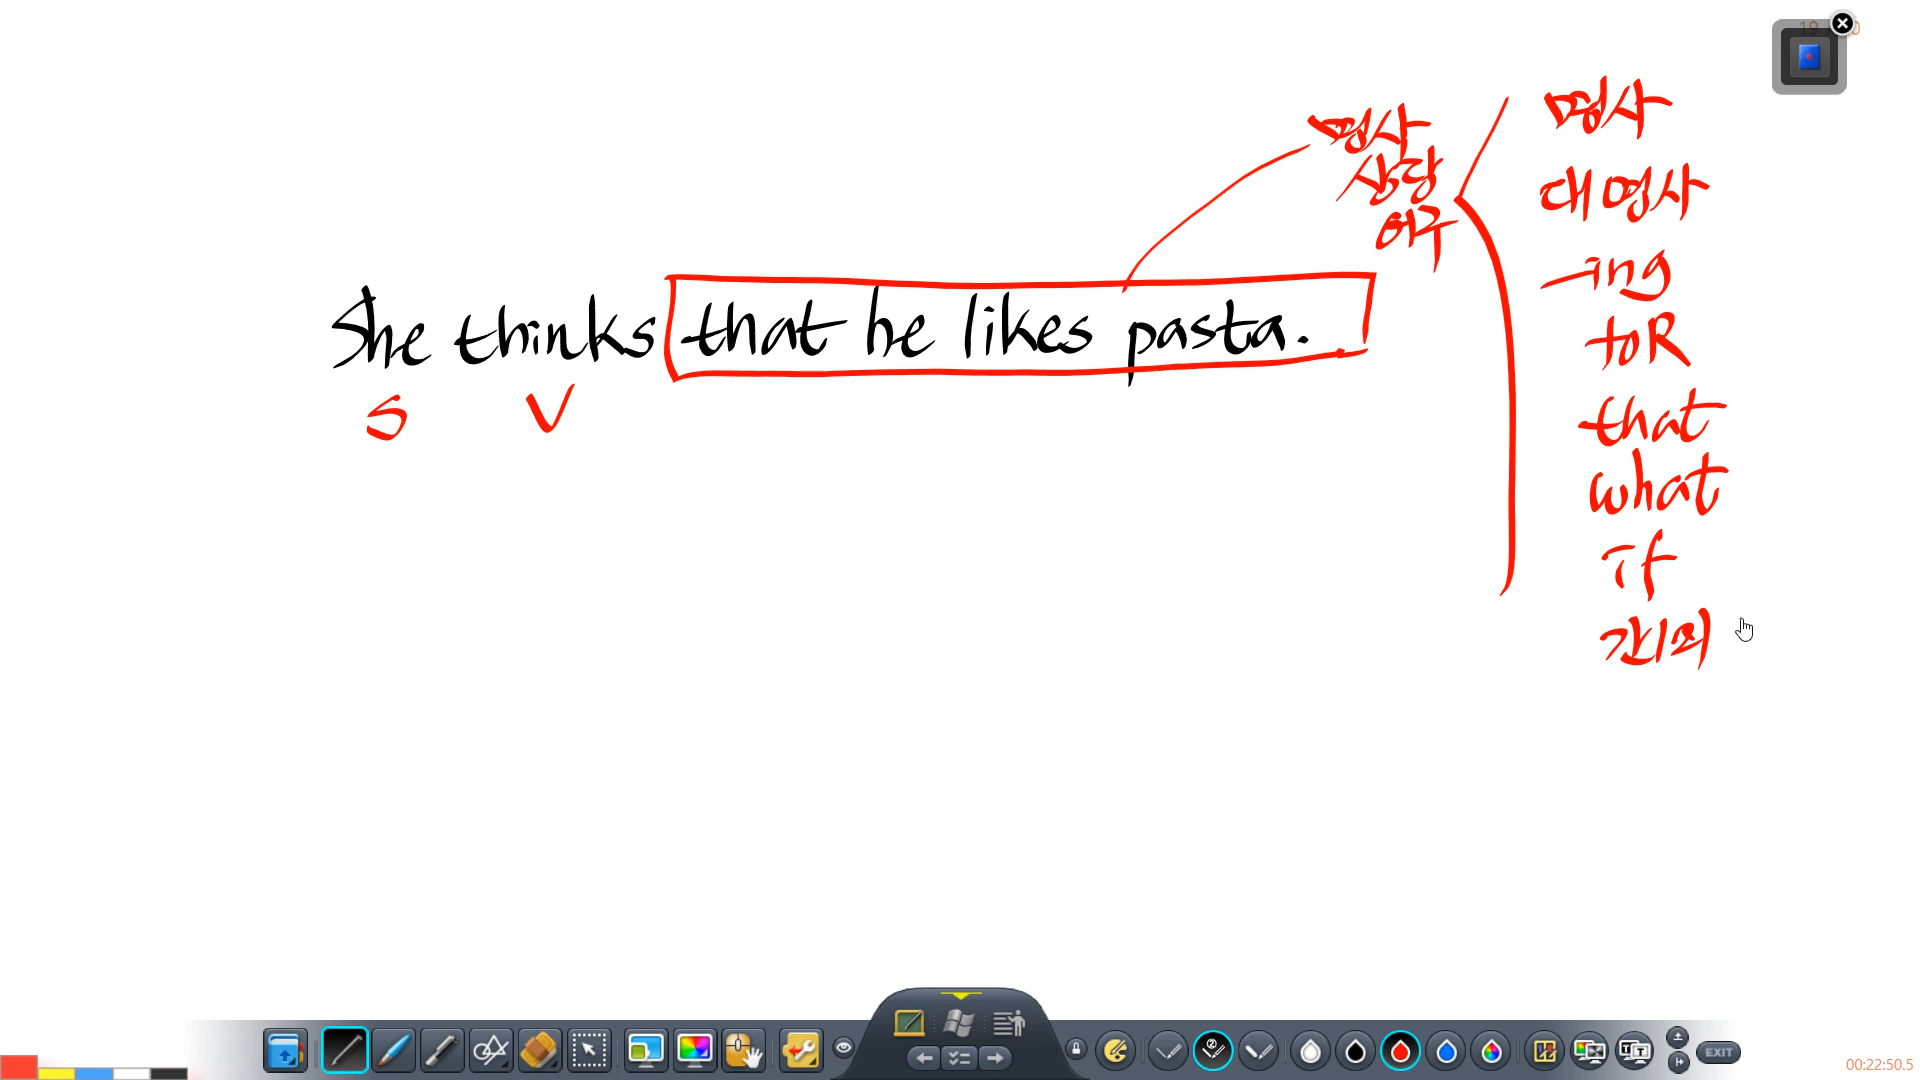 명사
상당
어구
명사
대명사
-ing
toR
that
what
if
간의
She thinks that he likes pasta.
S V
EXIT
00:22:50.5